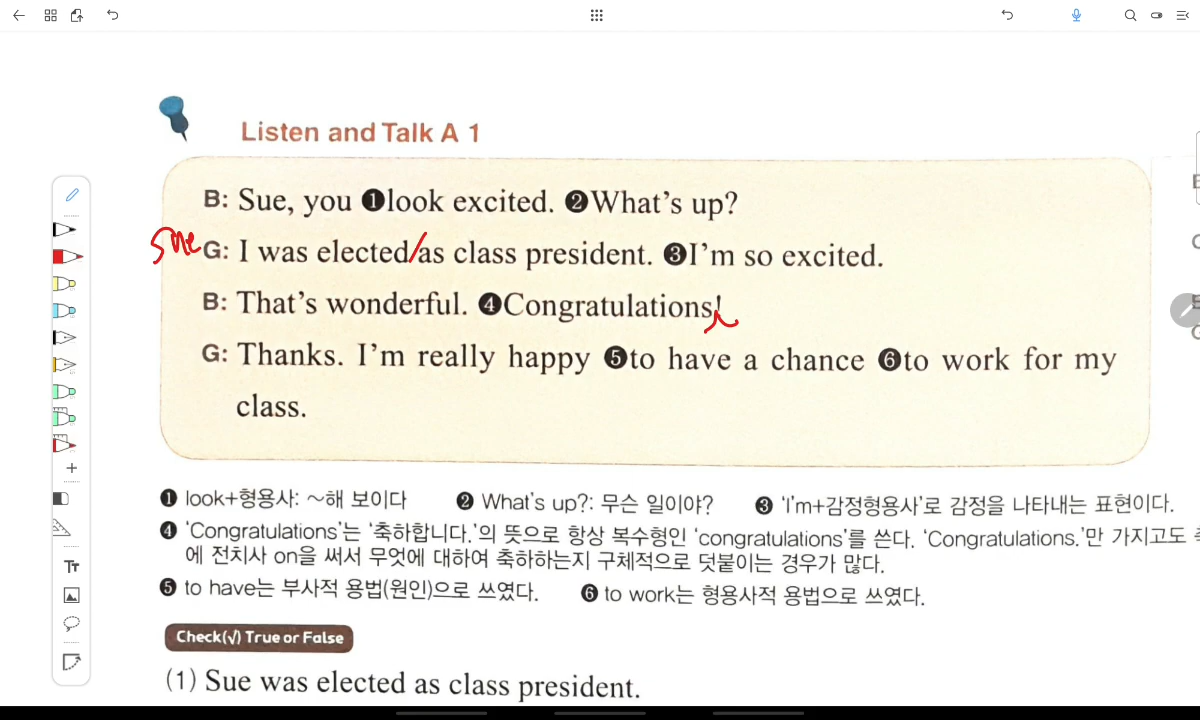 Listen and Talk A 1
B: Sue, you ❶look excited. ❷What's up?
Sue G: I was elected/as class president. ❸I'm so excited.
B: That's wonderful. ❹Congratulations!
G: Thanks. I'm really happy ❺to have a chance ❻to work for my
class.
❶ look+형용사: ~해 보이다 ❷ What's up?: 무슨 일이야? ❸ 'I'm+감정형용사'로 감정을 나타내는 표현이다.
❹ 'Congratulations'는 '축하합니다.'의 뜻으로 항상 복수형인 'congratulations'를 쓴다. 'Congratulations.'만 가지고도
에 전치사 on을 써서 무엇에 대하여 축하하는지 구체적으로 덧붙이는 경우가 많다.
❺ to have는 부사적 용법(원인)으로 쓰였다. ❻ to work는 형용사적 용법으로 쓰였다.
Check(√) True or False
(1) Sue was elected as class president.
Tт